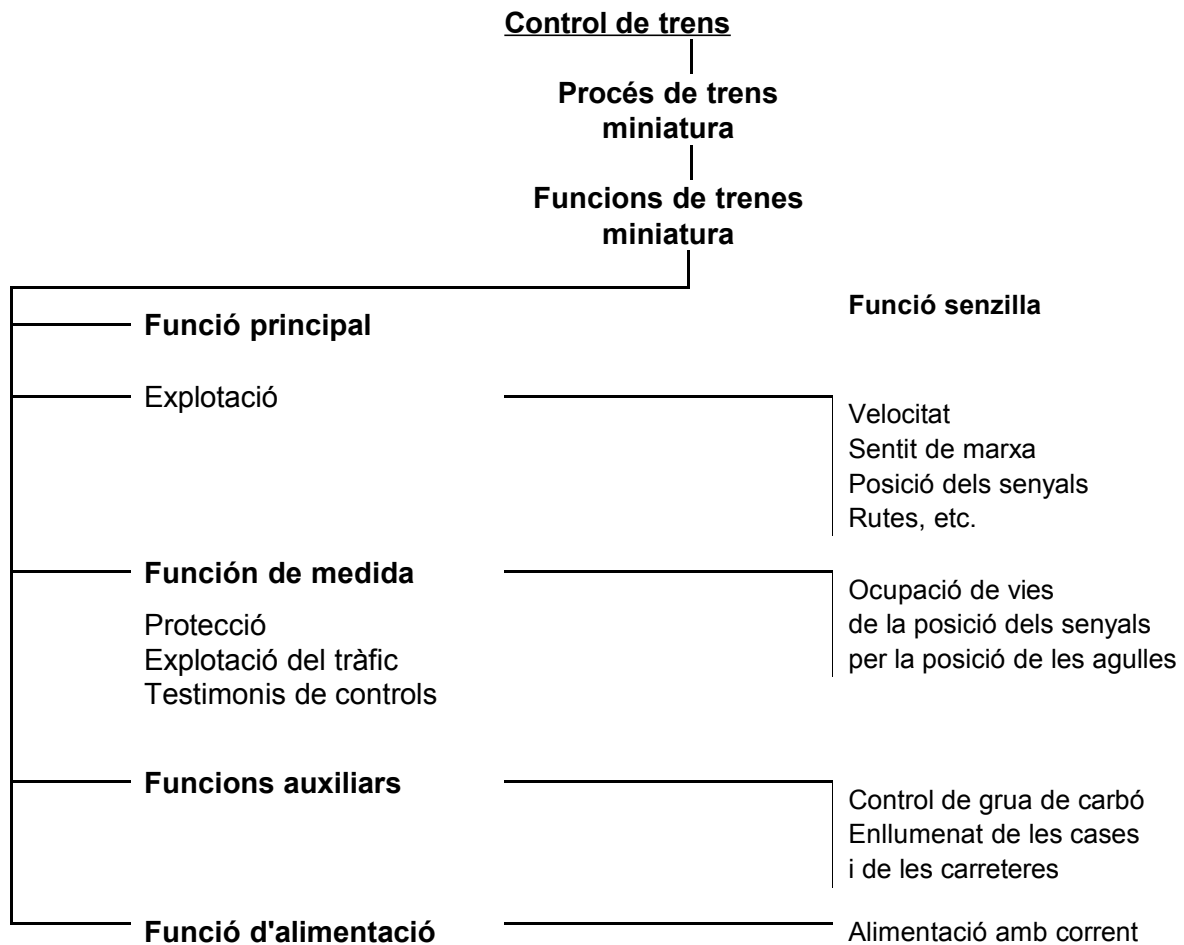 Control de trens
Procés de trens
miniatura
Funcions de trenes
miniatura
Funció senzilla
Funció principal
Explotació
Velocitat
Sentit de marxa
Posició dels senyals
Rutes, etc.
Función de medida
Protecció
Explotació del tràfic
Testimonis de controls
Ocupació de vies
de la posició dels senyals
per la posició de les agulles
Funcions auxiliars
Control de grua de carbó
Enllumenat de les cases
i de les carreteres
Funció d'alimentació
Alimentació amb corrent